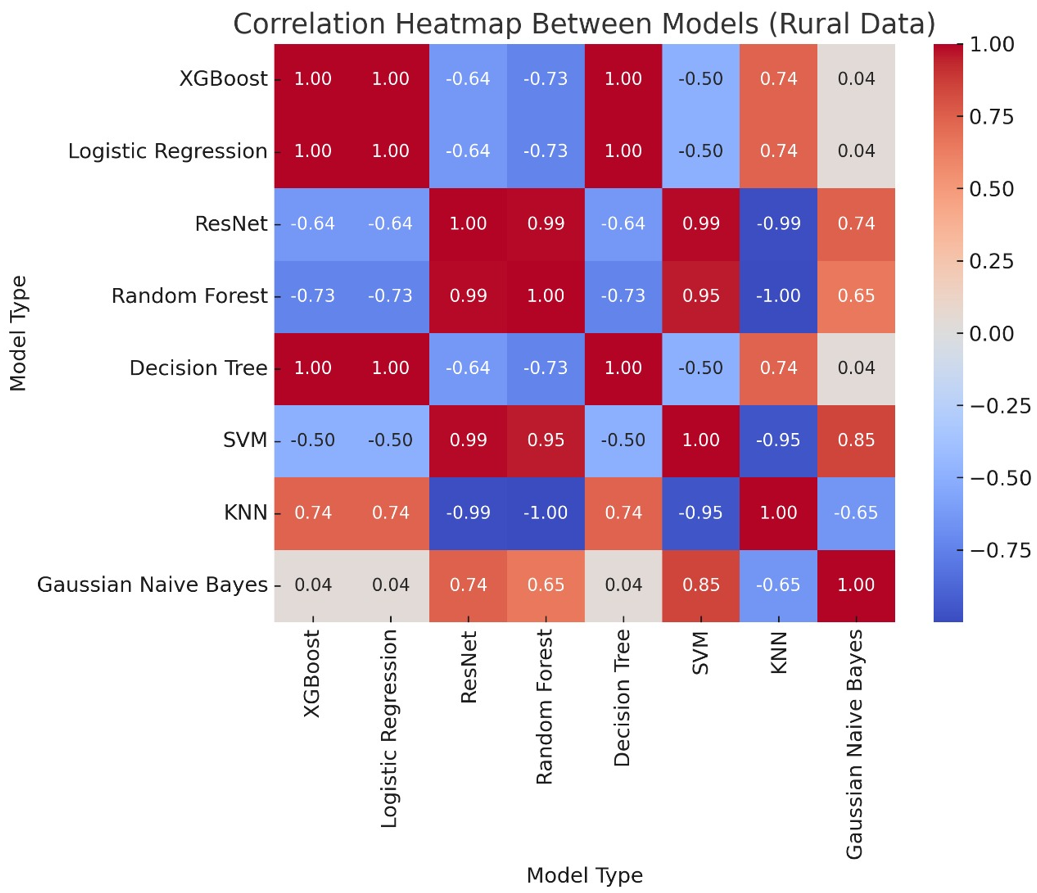 Correlation Heatmap Between Models (Rural Data)
Model Type
XGBoost 1.00 1.00 -0.64 -0.73 1.00 -0.50 0.74 0.04
Logistic Regression 1.00 1.00 -0.64 -0.73 1.00 -0.50 0.74 0.04
ResNet -0.64 -0.64 1.00 0.99 -0.64 0.99 -0.99 0.74
Random Forest -0.73 -0.73 0.99 1.00 -0.73 0.95 -1.00 0.65
Decision Tree 1.00 1.00 -0.64 -0.73 1.00 -0.50 0.74 0.04
SVM -0.50 -0.50 0.99 0.95 -0.50 1.00 -0.95 0.85
KNN 0.74 0.74 -0.99 -1.00 0.74 -0.95 1.00 -0.65
Gaussian Naive Bayes 0.04 0.04 0.74 0.65 0.04 0.85 -0.65 1.00
XGBoost
Logistic Regression
ResNet
Random Forest
Decision Tree
SVM
KNN
Gaussian Naive Bayes
Model Type
1.00
0.75
0.50
0.25
0.00
−0.25
−0.50
−0.75